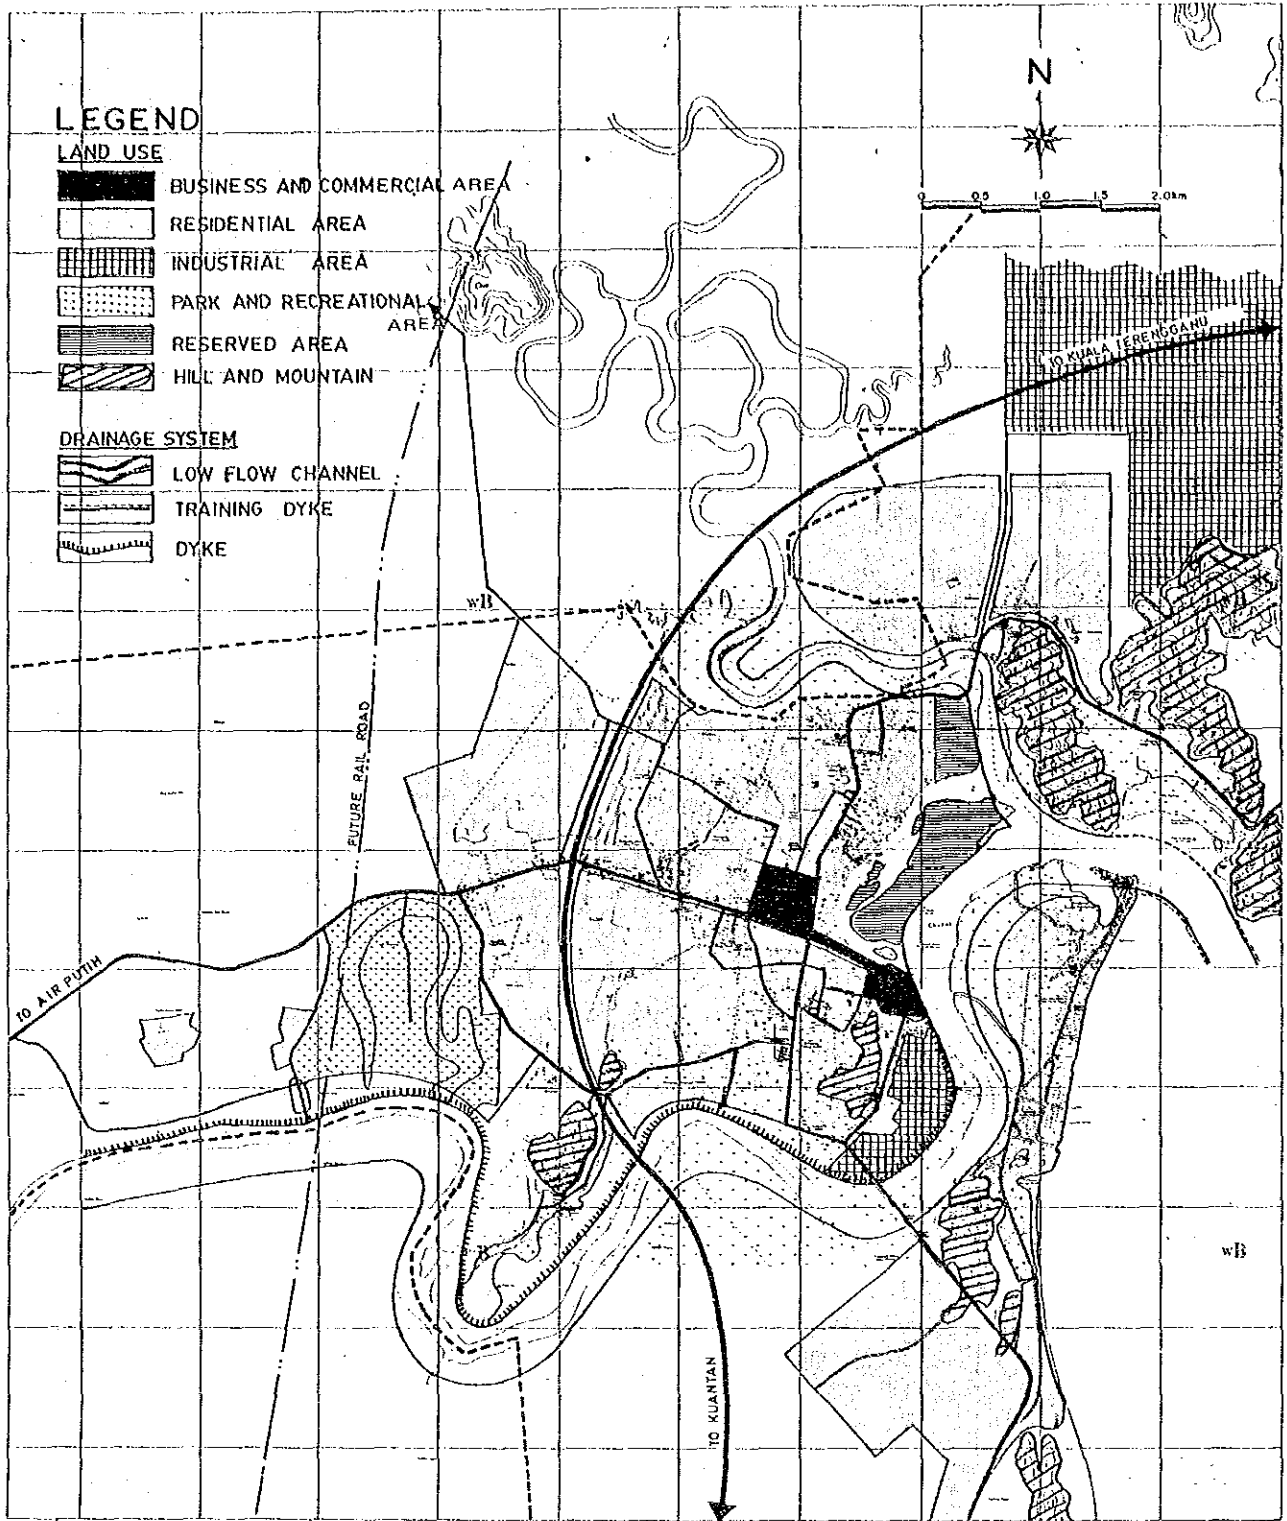 LEGEND
LAND USE
BUSINESS AND COMMERCIAL AREA
RESIDENTIAL AREA
INDUSTRIAL AREA
PARK AND RECREATIONAL
AREA
RESERVED AREA
HILL AND MOUNTAIN
DRAINAGE SYSTEM
LOW FLOW CHANNEL
TRAINING DYKE
DYKE
N
0 0.5 1.0 1.5 2.0km
TO KUALA TERENGGANU
wB
FUTURE RAIL ROAD
TO AIR PUTIH
wB
TO KUANTAN